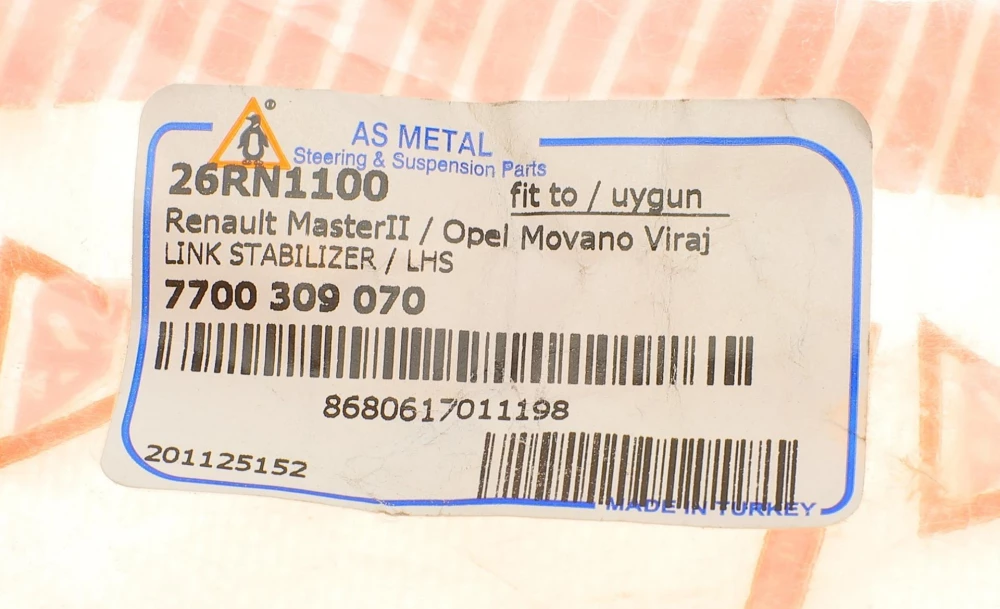 ®
AS METAL
Steering & Suspension Parts
26RN1100
fit to / uygun
Renault MasterII / Opel Movano Viraj
LINK STABILIZER / LHS
7700 309 070
8680617011198
201125152
MADE IN TURKEY